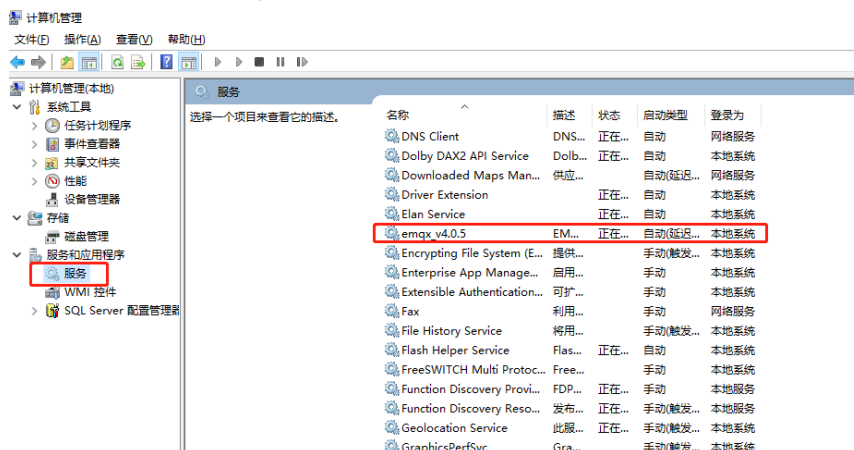 计算机管理
文件(F) 操作(A) 查看(V) 帮助(H)
计算机管理(本地)
系统工具
任务计划程序
事件查看器
共享文件夹
性能
设备管理器
存储
磁盘管理
服务和应用程序
服务
WMI 控件
SQL Server 配置管理器
服务
选择一个项目来查看它的描述。
名称 描述 状态 启动类型 登录为
DNS Client DNS... 正在... 自动 网络服务
Dolby DAX2 API Service Dolb... 正在... 自动 本地系统
Downloaded Maps Man... 供应... 自动(延迟... 网络服务
Driver Extension 正在... 自动 本地系统
Elan Service 正在... 自动 本地系统
emqx_v4.0.5 EM... 正在... 自动(延迟... 本地系统
Encrypting File System (E... 提供... 手动(触发... 本地系统
Enterprise App Manage... 启用... 手动 本地系统
Extensible Authentication... 可扩... 手动 本地系统
Fax 利用... 手动 网络服务
File History Service 将用... 手动(触发... 本地系统
Flash Helper Service Flas... 正在... 自动 本地系统
FreeSWITCH Multi Protoc... Free... 手动 本地系统
Function Discovery Provi... FDP... 正在... 手动 本地服务
Function Discovery Reso... 发布... 正在... 手动(触发... 本地服务
Geolocation Service 此服... 正在... 手动(触发... 本地系统
GraphicsPerfSvc Gra... 手动(触发... 本地系统